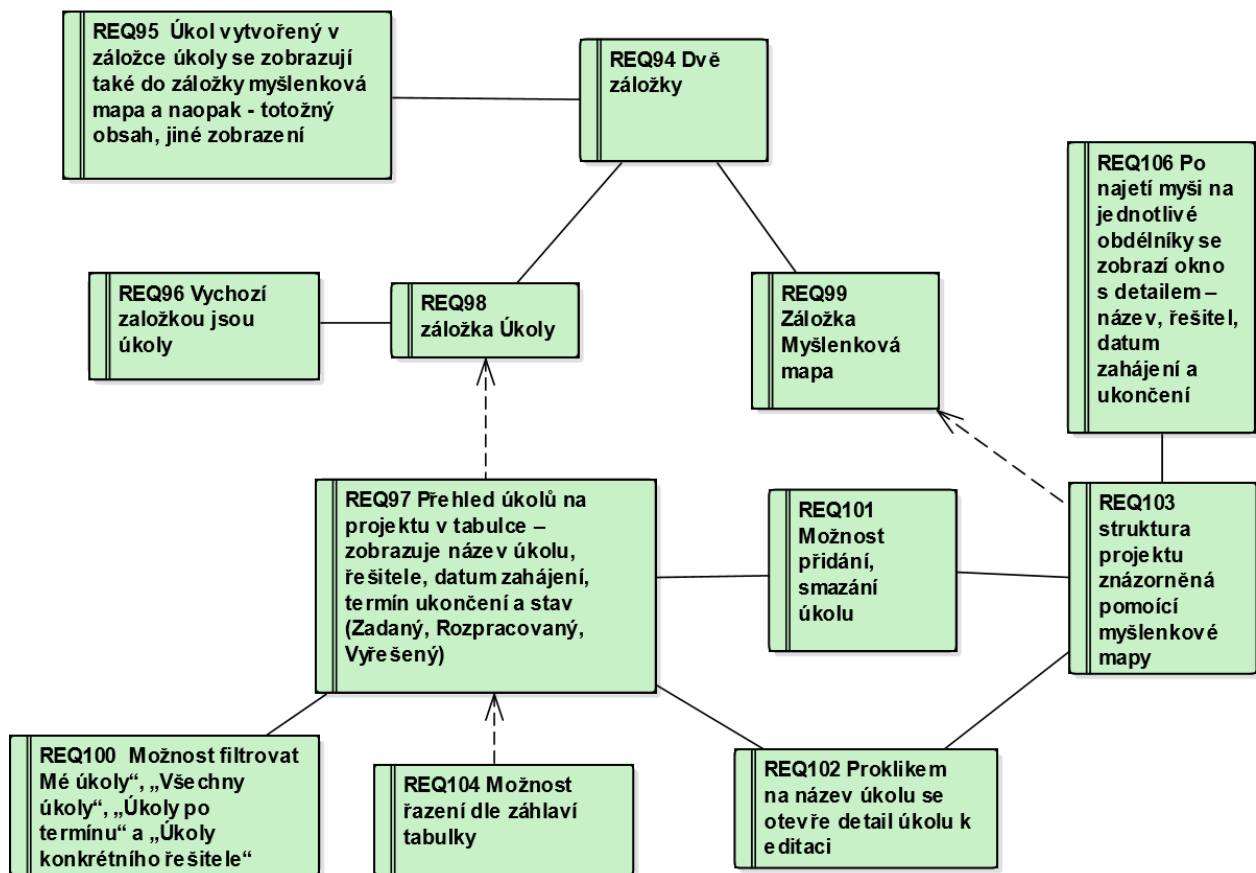 REQ95 Úkol vytvořený v
záložce úkoly se zobrazují
také do záložky myšlenková
mapa a naopak - totožný
obsah, jiné zobrazení
REQ94 Dvě
záložky
REQ106 Po
najetí myši na
jednotlivé
obdélníky se
zobrazí okno
s detailem –
název, řešitel,
datum
zahájení a
ukončení
REQ96 Vychozí
založkou jsou
úkoly
REQ98
záložka Úkoly
REQ99
Záložka
Myšlenková
mapa
REQ97 Přehled úkolů na
projektu v tabulce –
zobrazuje název úkolu,
řešitele, datum zahájení,
termín ukončení a stav
(Zadaný, Rozpracovaný,
Vyřešený)
REQ101
Možnost
přidání,
smazání
úkolu
REQ103
struktura
projektu
znázorněná
pomoící
myšlenkové
mapy
REQ100 Možnost filtrovat
Mé úkoly“, „Všechny
úkoly“, „Úkoly po
termínu“ a „Úkoly
konkrétního řešitele“
REQ104 Možnost
řazení dle záhlaví
tabulky
REQ102 Proklikem
na název úkolu se
otevře detail úkolu k
editaci